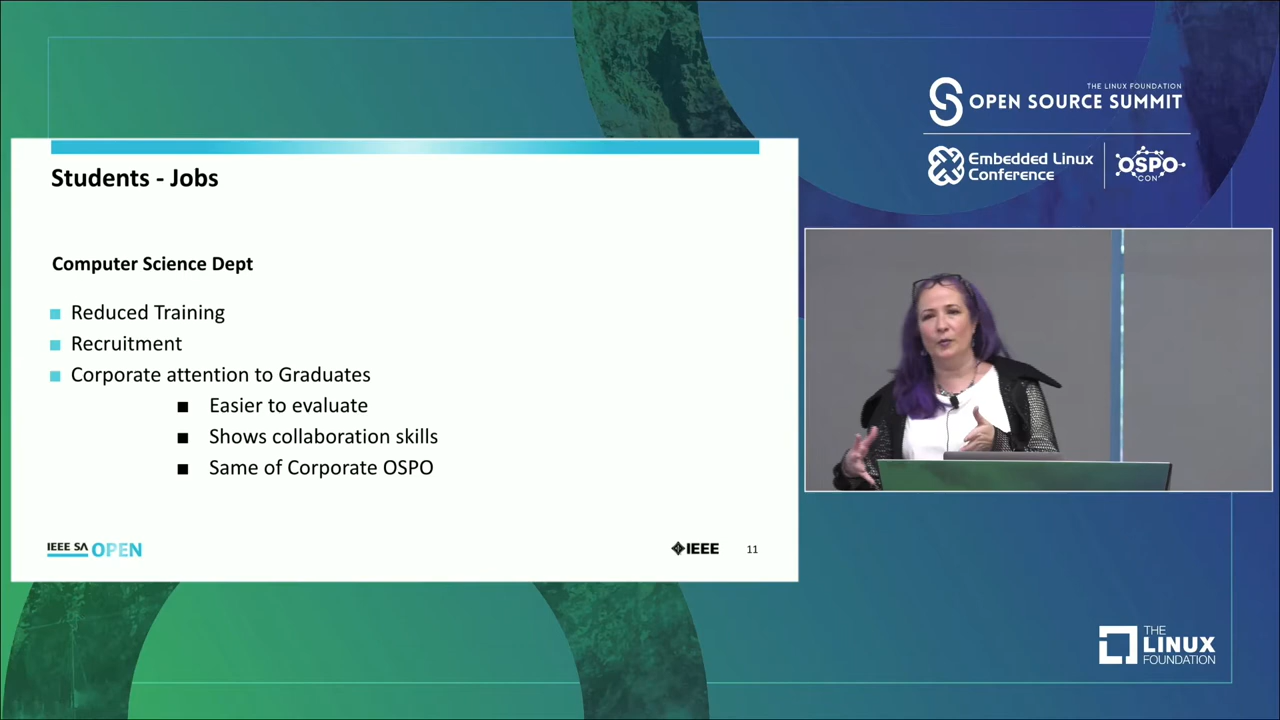 THE LINUX FOUNDATION
OPEN SOURCE SUMMIT
Embedded Linux
Conference
OSPO
CON
Students - Jobs
Computer Science Dept
Reduced Training
Recruitment
Corporate attention to Graduates
Easier to evaluate
Shows collaboration skills
Same of Corporate OSPO
IEEE SA OPEN
IEEE
11
THE
LINUX
FOUNDATION